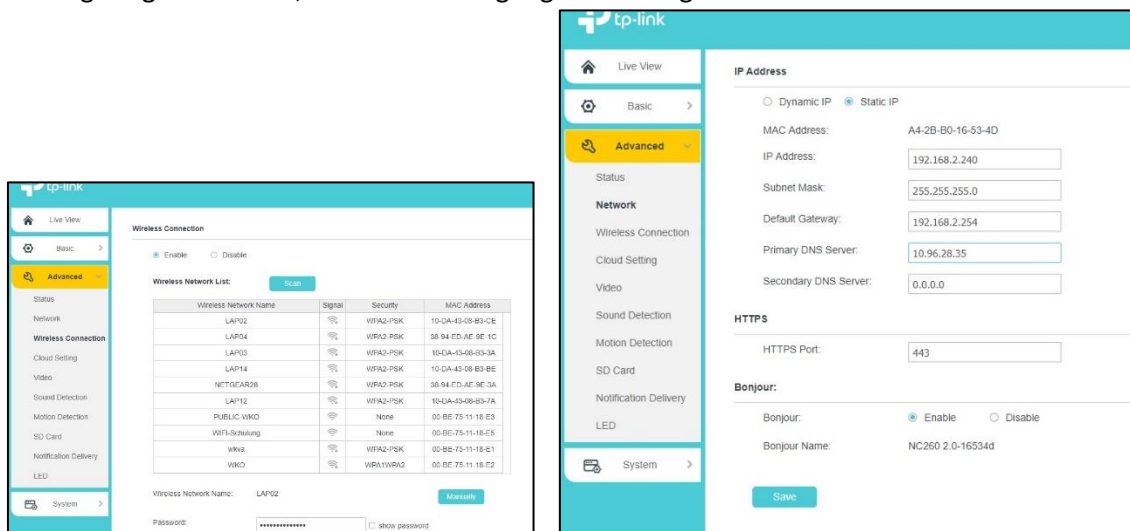 tp-link
Live View
Basic
Advanced
Status
Network
Wireless Connection
Cloud Setting
Video
Sound Detection
Motion Detection
SD Card
Notification Delivery
LED
System
Wireless Connection
Enable Disable
Wireless Network List: Scan
Wireless Network Name Signal Security MAC Address
LAP02 WPA2-PSK 10-DA-43-08-B3-CE
LAP04 WPA2-PSK 38-94-ED-AE-9E-1C
LAP03 WPA2-PSK 10-DA-43-08-B3-3A
LAP14 WPA2-PSK 10-DA-43-08-B3-BE
NETGEAR28 WPA2-PSK 38-94-ED-AE-9E-3A
LAP12 WPA2-PSK 10-DA-43-08-B3-7A
PUBLIC-WKO None 00-BE-75-11-18-E3
WIFI-Schulung None 00-BE-75-11-18-E5
wkva WPA2-PSK 00-BE-75-11-18-E1
WKO WPA1WPA2 00-BE-75-11-18-E2
Wireless Network Name: LAP02 Manually
Password: •••••••••••••• show password
tp-link
Live View
Basic
Advanced
Status
Network
Wireless Connection
Cloud Setting
Video
Sound Detection
Motion Detection
SD Card
Notification Delivery
LED
System
IP Address
Dynamic IP Static IP
MAC Address: A4-2B-B0-16-53-4D
IP Address: 192.168.2.240
Subnet Mask: 255.255.255.0
Default Gateway: 192.168.2.254
Primary DNS Server: 10.96.28.35
Secondary DNS Server: 0.0.0.0
HTTPS
HTTPS Port: 443
Bonjour:
Bonjour: Enable Disable
Bonjour Name: NC260 2.0-16534d
Save